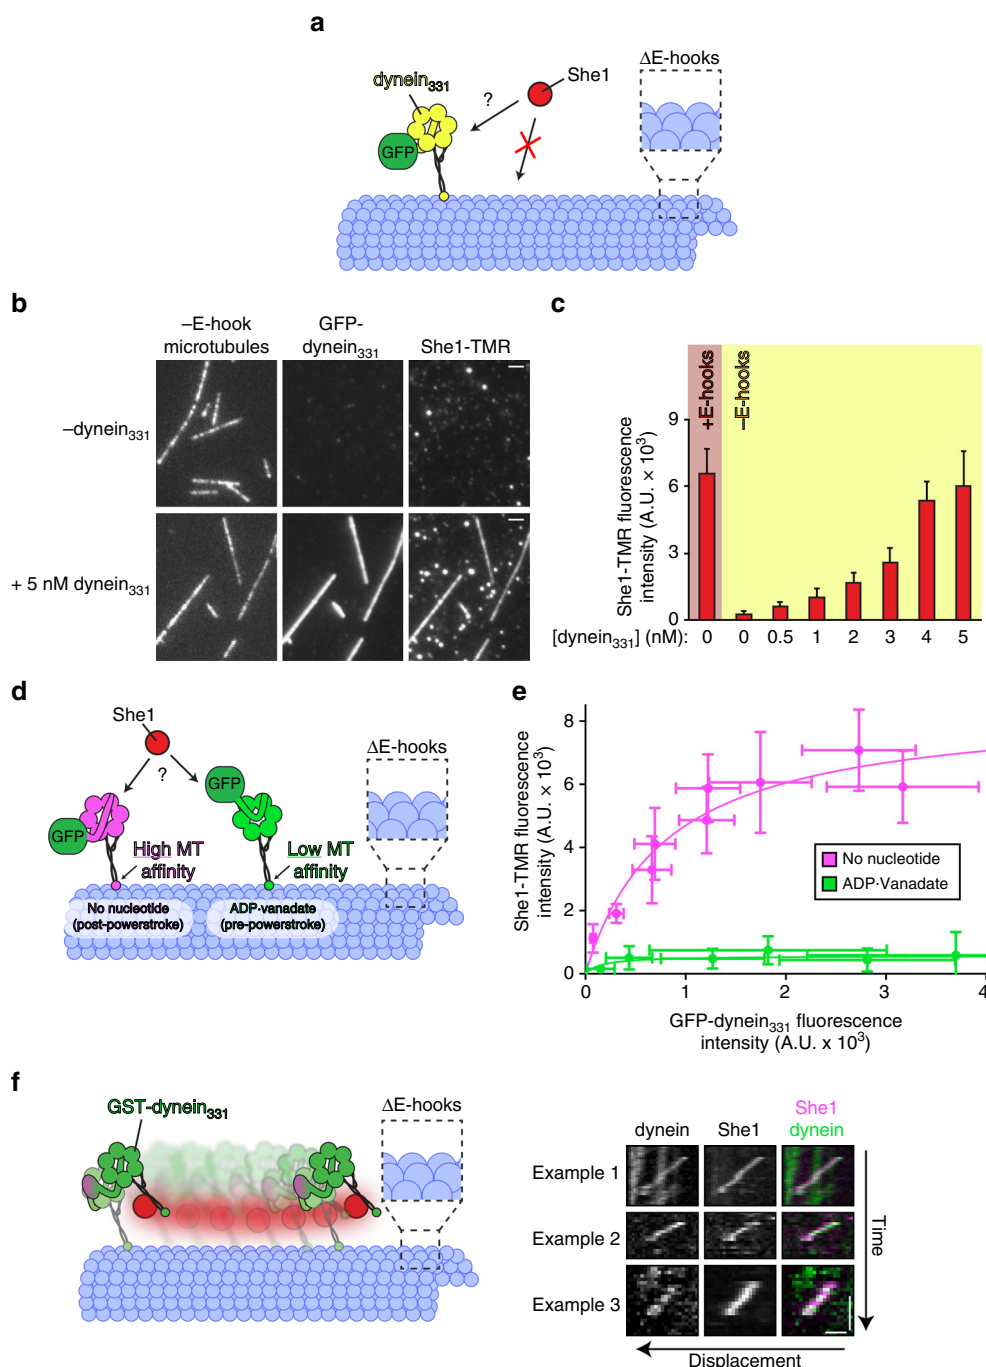 a
ΔE-hooks
She1
dynein331
?
GFP
b
–E-hook
microtubules
GFP-
dynein331
She1-TMR
–dynein331
+ 5 nM dynein331
c
+E-hooks
–E-hooks
She1-TMR fluorescence
intensity (A.U. × 10³)
9
6
3
0
[dynein331] (nM): 0 0 0.5 1 2 3 4 5
d
She1
?
ΔE-hooks
GFP
GFP
High MT
affinity
Low MT
affinity
No nucleotide
(post-powerstroke)
ADP·vanadate
(pre-powerstroke)
e
She1-TMR fluorescence
intensity (A.U. × 10³)
8
6
4
2
0
No nucleotide
ADP·Vanadate
0 1 2 3 4
GFP-dynein331 fluorescence
intensity (A.U. x 10³)
f
GST-dynein331
ΔE-hooks
She1
dynein She1 dynein
Example 1
Example 2
Example 3
Time
Displacement